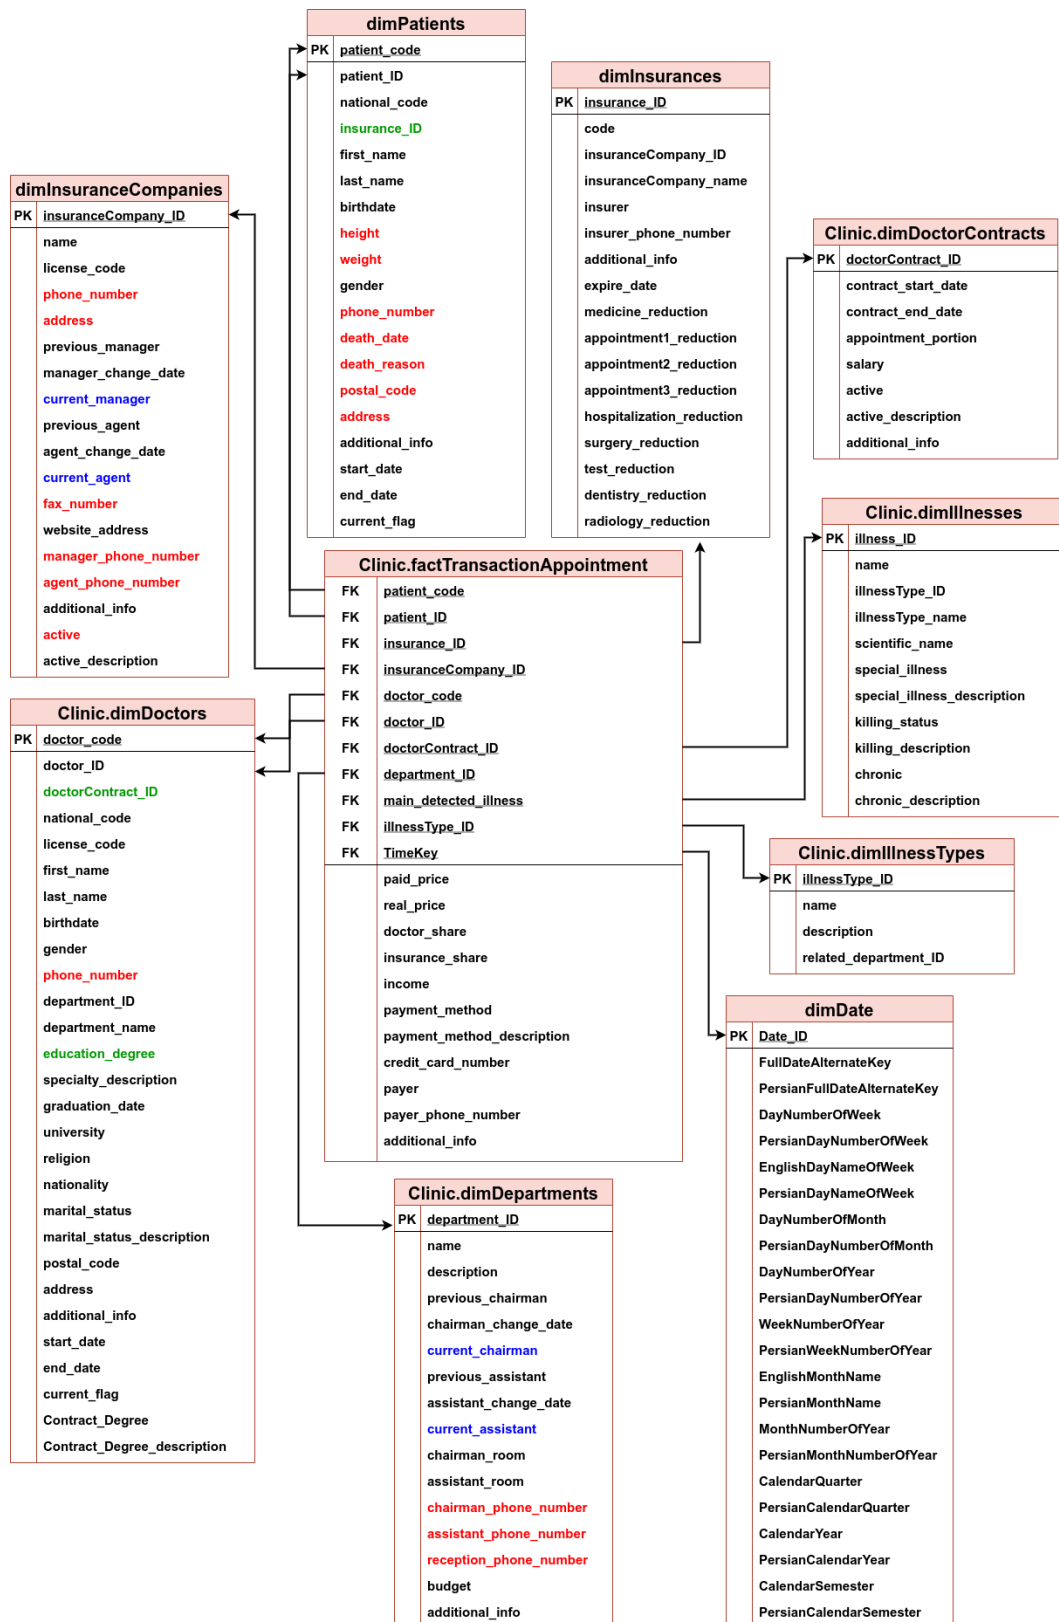 dimPatients
PK patient_code
patient_ID
national_code
insurance_ID
first_name
last_name
birthdate
height
weight
gender
phone_number
death_date
death_reason
postal_code
address
additional_info
start_date
end_date
current_flag
dimInsurances
PK insurance_ID
code
insuranceCompany_ID
insuranceCompany_name
insurer
insurer_phone_number
additional_info
expire_date
medicine_reduction
appointment1_reduction
appointment2_reduction
appointment3_reduction
hospitalization_reduction
surgery_reduction
test_reduction
dentistry_reduction
radiology_reduction
dimInsuranceCompanies
PK insuranceCompany_ID
name
license_code
phone_number
address
previous_manager
manager_change_date
current_manager
previous_agent
agent_change_date
current_agent
fax_number
website_address
manager_phone_number
agent_phone_number
additional_info
active
active_description
Clinic.dimDoctorContracts
PK doctorContract_ID
contract_start_date
contract_end_date
appointment_portion
salary
active
active_description
additional_info
Clinic.dimIllnesses
PK illness_ID
name
illnessType_ID
illnessType_name
scientific_name
special_illness
special_illness_description
killing_status
killing_description
chronic
chronic_description
Clinic.factTransactionAppointment
FK patient_code
FK patient_ID
FK insurance_ID
FK insuranceCompany_ID
FK doctor_code
FK doctor_ID
FK doctorContract_ID
FK department_ID
FK main_detected_illness
FK illnessType_ID
FK TimeKey
paid_price
real_price
doctor_share
insurance_share
income
payment_method
payment_method_description
credit_card_number
payer
payer_phone_number
additional_info
Clinic.dimDoctors
PK doctor_code
doctor_ID
doctorContract_ID
national_code
license_code
first_name
last_name
birthdate
gender
phone_number
department_ID
department_name
education_degree
specialty_description
graduation_date
university
religion
nationality
marital_status
marital_status_description
postal_code
address
additional_info
start_date
end_date
current_flag
Contract_Degree
Contract_Degree_description
Clinic.dimIllnessTypes
PK illnessType_ID
name
description
related_department_ID
dimDate
PK Date_ID
FullDateAlternateKey
PersianFullDateAlternateKey
DayNumberOfWeek
PersianDayNumberOfWeek
EnglishDayNameOfWeek
PersianDayNameOfWeek
DayNumberOfMonth
PersianDayNumberOfMonth
DayNumberOfYear
PersianDayNumberOfYear
WeekNumberOfYear
PersianWeekNumberOfYear
EnglishMonthName
PersianMonthName
MonthNumberOfYear
PersianMonthNumberOfYear
CalendarQuarter
PersianCalendarQuarter
CalendarYear
PersianCalendarYear
CalendarSemester
PersianCalendarSemester
Clinic.dimDepartments
PK department_ID
name
description
previous_chairman
chairman_change_date
current_chairman
previous_assistant
assistant_change_date
current_assistant
chairman_room
assistant_room
chairman_phone_number
assistant_phone_number
reception_phone_number
budget
additional_info